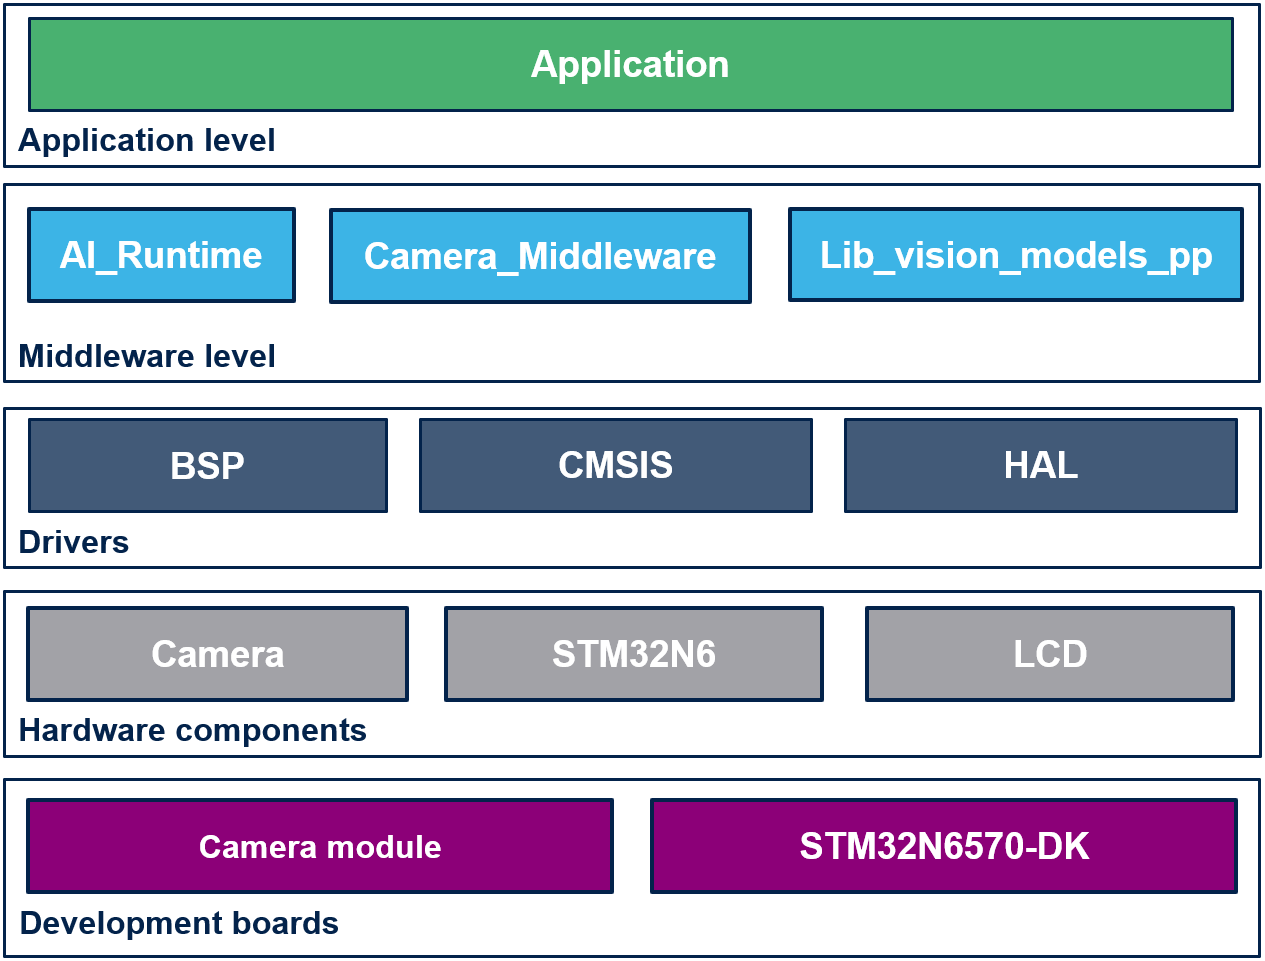 Application
Application level
AI_Runtime
Camera_Middleware
Lib_vision_models_pp
Middleware level
BSP
CMSIS
HAL
Drivers
Camera
STM32N6
LCD
Hardware components
Camera module
STM32N6570-DK
Development boards